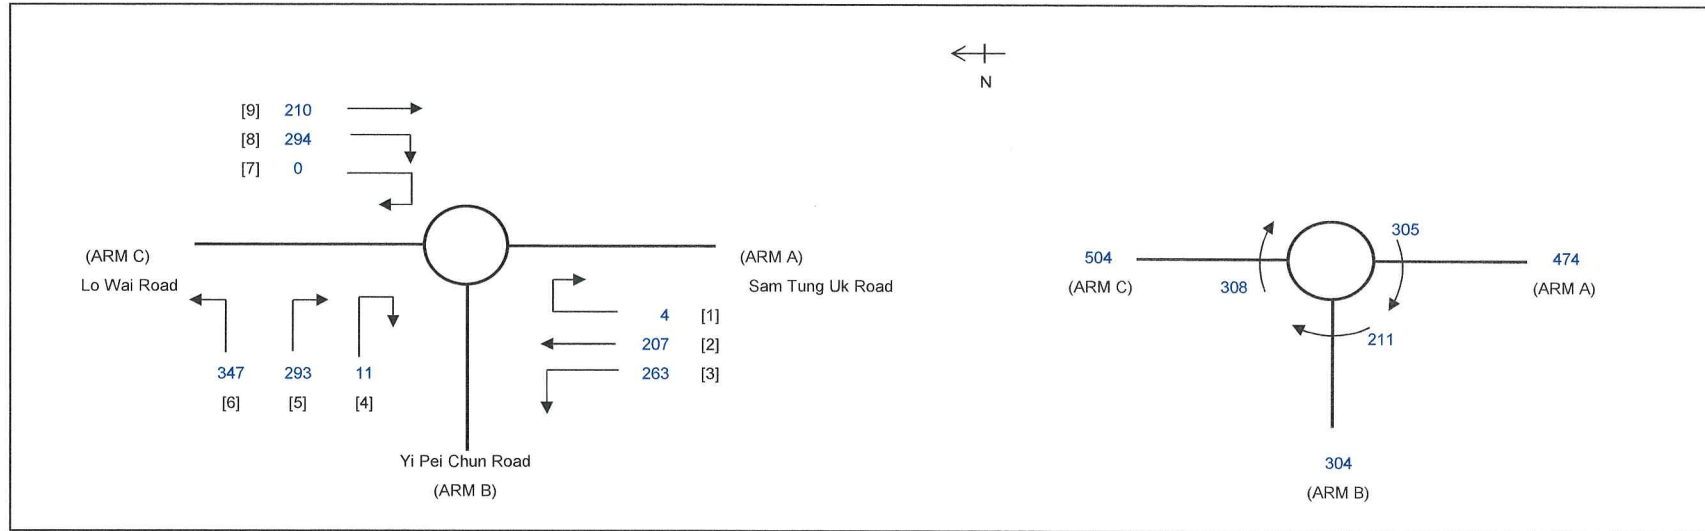 N
[9] 210
[8] 294
[7] 0
(ARM C)
Lo Wai Road
(ARM A)
Sam Tung Uk Road
4 [1]
207 [2]
263 [3]
347 293 11
[6] [5] [4]
Yi Pei Chun Road
(ARM B)
305
504
(ARM C)
474
(ARM A)
308
211
304
(ARM B)